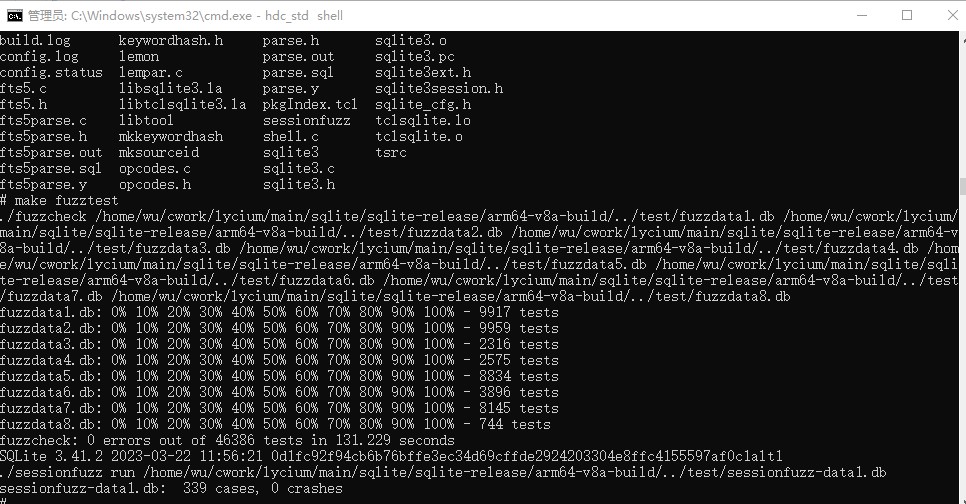 管理员: C:\Windows\system32\cmd.exe - hdc_std shell
build.log keywordhash.h parse.h sqlite3.o
config.log lemon parse.out sqlite3.pc
config.status lempar.c parse.sql sqlite3ext.h
fts5.c libsqlite3.la parse.y sqlite3session.h
fts5.h libtclsqlite3.la pkgIndex.tcl sqlite_cfg.h
fts5parse.c libtool sessionfuzz tclsqlite.lo
fts5parse.h mkkeywordhash shell.c tclsqlite.o
fts5parse.out mksourceid sqlite3 tsrc
fts5parse.sql opcodes.c sqlite3.c
fts5parse.y opcodes.h sqlite3.h
# make fuzztest
./fuzzcheck /home/wu/cwork/lycium/main/sqlite/sqlite-release/arm64-v8a-build/../test/fuzzdata1.db /home/wu/cwork/lycium/
main/sqlite/sqlite-release/arm64-v8a-build/../test/fuzzdata2.db /home/wu/cwork/lycium/main/sqlite/sqlite-release/arm64-v
8a-build/../test/fuzzdata3.db /home/wu/cwork/lycium/main/sqlite/sqlite-release/arm64-v8a-build/../test/fuzzdata4.db /hom
e/wu/cwork/lycium/main/sqlite/sqlite-release/arm64-v8a-build/../test/fuzzdata5.db /home/wu/cwork/lycium/main/sqlite/sqli
te-release/arm64-v8a-build/../test/fuzzdata6.db /home/wu/cwork/lycium/main/sqlite/sqlite-release/arm64-v8a-build/../test
/fuzzdata7.db /home/wu/cwork/lycium/main/sqlite/sqlite-release/arm64-v8a-build/../test/fuzzdata8.db
fuzzdata1.db: 0% 10% 20% 30% 40% 50% 60% 70% 80% 90% 100% - 9917 tests
fuzzdata2.db: 0% 10% 20% 30% 40% 50% 60% 70% 80% 90% 100% - 9959 tests
fuzzdata3.db: 0% 10% 20% 30% 40% 50% 60% 70% 80% 90% 100% - 2316 tests
fuzzdata4.db: 0% 10% 20% 30% 40% 50% 60% 70% 80% 90% 100% - 2575 tests
fuzzdata5.db: 0% 10% 20% 30% 40% 50% 60% 70% 80% 90% 100% - 8834 tests
fuzzdata6.db: 0% 10% 20% 30% 40% 50% 60% 70% 80% 90% 100% - 3896 tests
fuzzdata7.db: 0% 10% 20% 30% 40% 50% 60% 70% 80% 90% 100% - 8145 tests
fuzzdata8.db: 0% 10% 20% 30% 40% 50% 60% 70% 80% 90% 100% - 744 tests
fuzzcheck: 0 errors out of 46386 tests in 131.229 seconds
SQLite 3.41.2 2023-03-22 11:56:21 0d1fc92f94cb6b76bffe3ec34d69cffde2924203304e8ffc4155597af0c1a1t1
./sessionfuzz run /home/wu/cwork/lycium/main/sqlite/sqlite-release/arm64-v8a-build/../test/sessionfuzz-data1.db
sessionfuzz-data1.db: 339 cases, 0 crashes
#